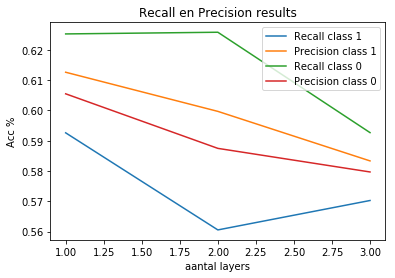 Recall en Precision results
Recall class 1
Precision class 1
Recall class 0
Precision class 0
Acc %
0.62
0.61
0.60
0.59
0.58
0.57
0.56
1.00 1.25 1.50 1.75 2.00 2.25 2.50 2.75 3.00
aantal layers